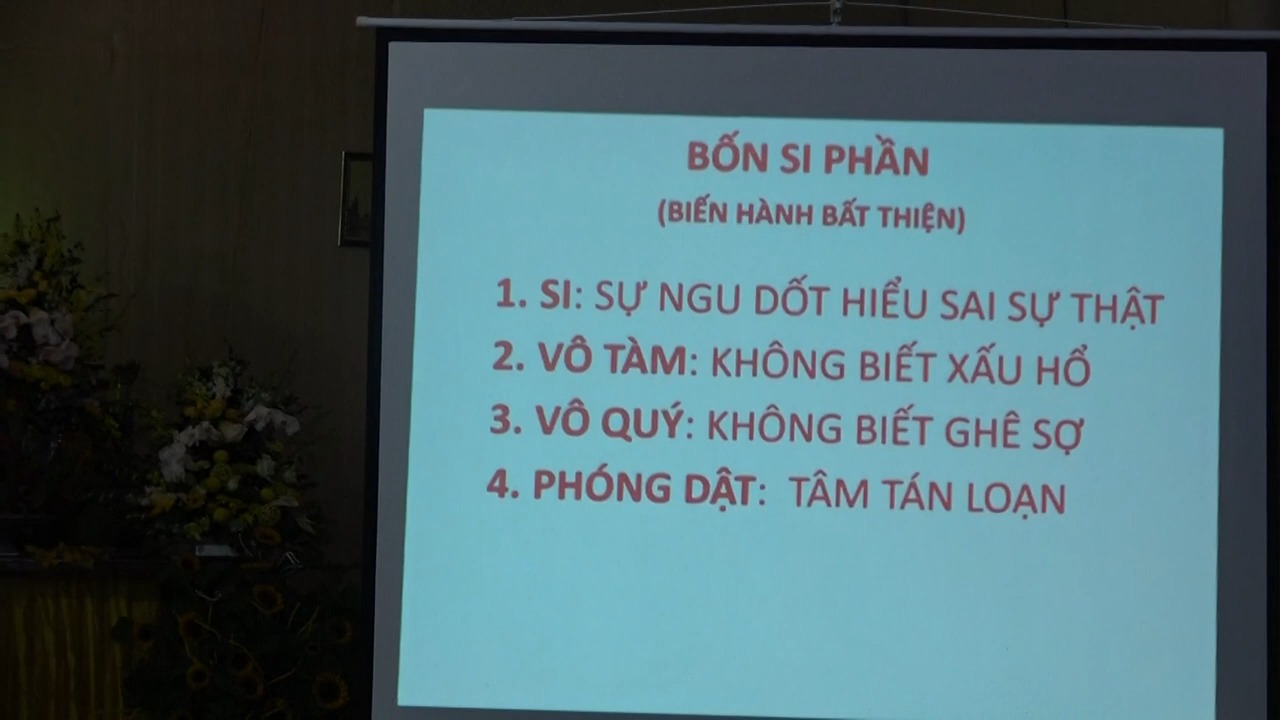 BỐN SI PHẦN
(BIẾN HÀNH BẤT THIỆN)
1. SI: SỰ NGU DỐT HIỂU SAI SỰ THẬT
2. VÔ TÀM: KHÔNG BIẾT XẤU HỔ
3. VÔ QUÝ: KHÔNG BIẾT GHÊ SỢ
4. PHÓNG DẬT: TÂM TÁN LOẠN